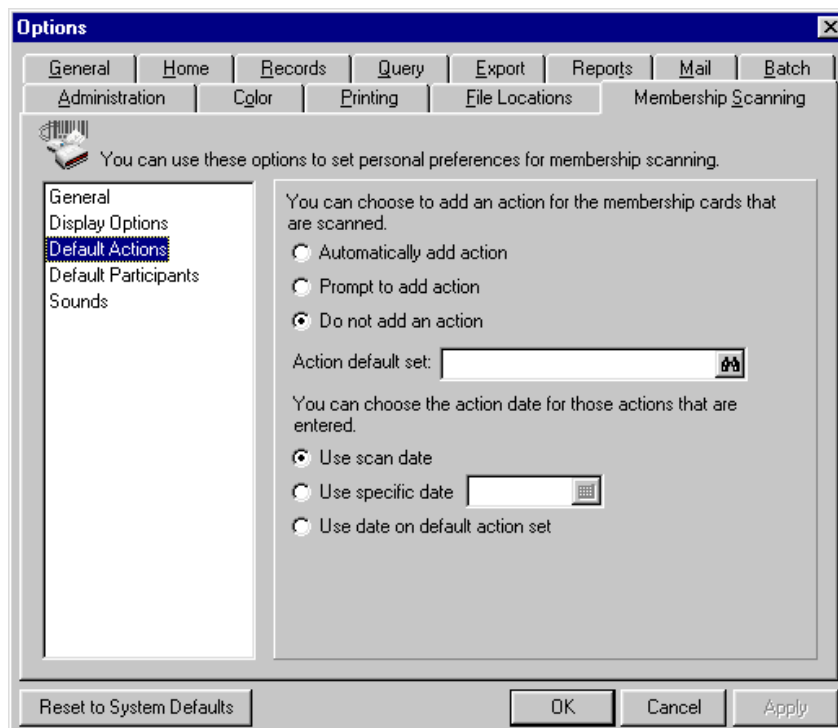 Options
General Home Records Query Export Reports Mail Batch
Administration Color Printing File Locations Membership Scanning
You can use these options to set personal preferences for membership scanning.
General
Display Options
Default Actions
Default Participants
Sounds
You can choose to add an action for the membership cards that
are scanned.
Automatically add action
Prompt to add action
Do not add an action
Action default set:
You can choose the action date for those actions that are
entered.
Use scan date
Use specific date
Use date on default action set
Reset to System Defaults OK Cancel Apply